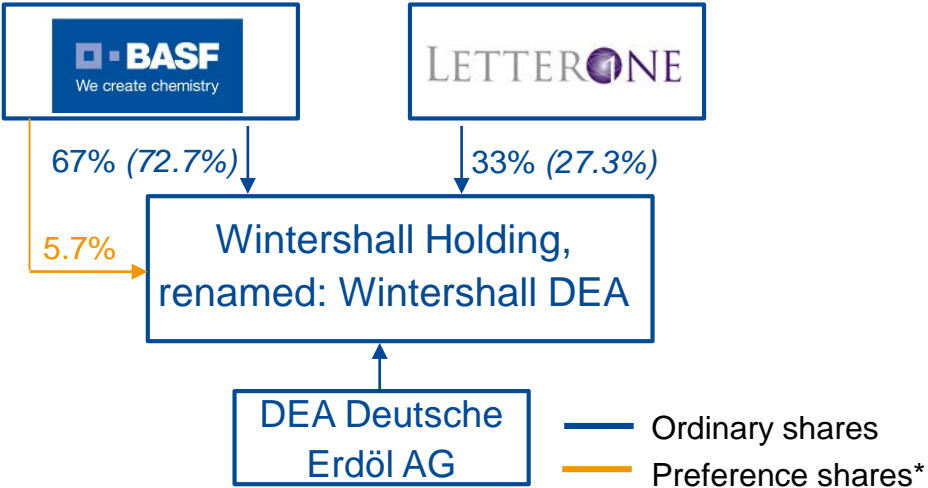 BASF
We create chemistry
LETTERONE
67% (72.7%)
33% (27.3%)
5.7%
Wintershall Holding,
renamed: Wintershall DEA
DEA Deutsche
Erdöl AG
Ordinary shares
Preference shares*